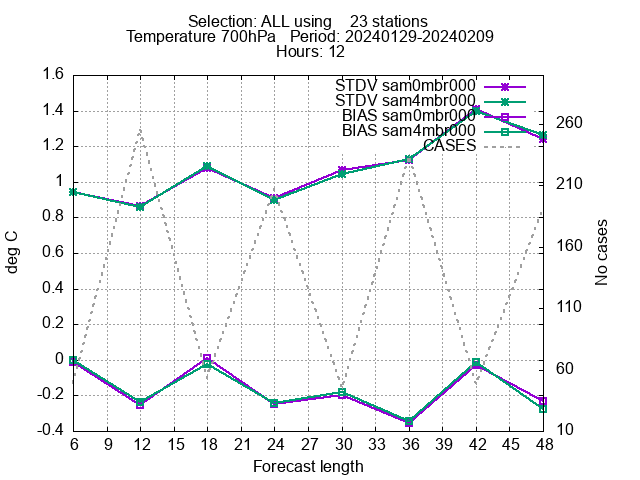 Selection: ALL using 23 stations
Temperature 700hPa Period: 20240129-20240209
Hours: 12
STDV sam0mbr000
STDV sam4mbr000
BIAS sam0mbr000
BIAS sam4mbr000
CASES
deg C
1.6
1.4
1.2
1
0.8
0.6
0.4
0.2
0
-0.2
-0.4
No cases
260
210
160
110
60
10
6 9 12 15 18 21 24 27 30 33 36 39 42 45 48
Forecast length